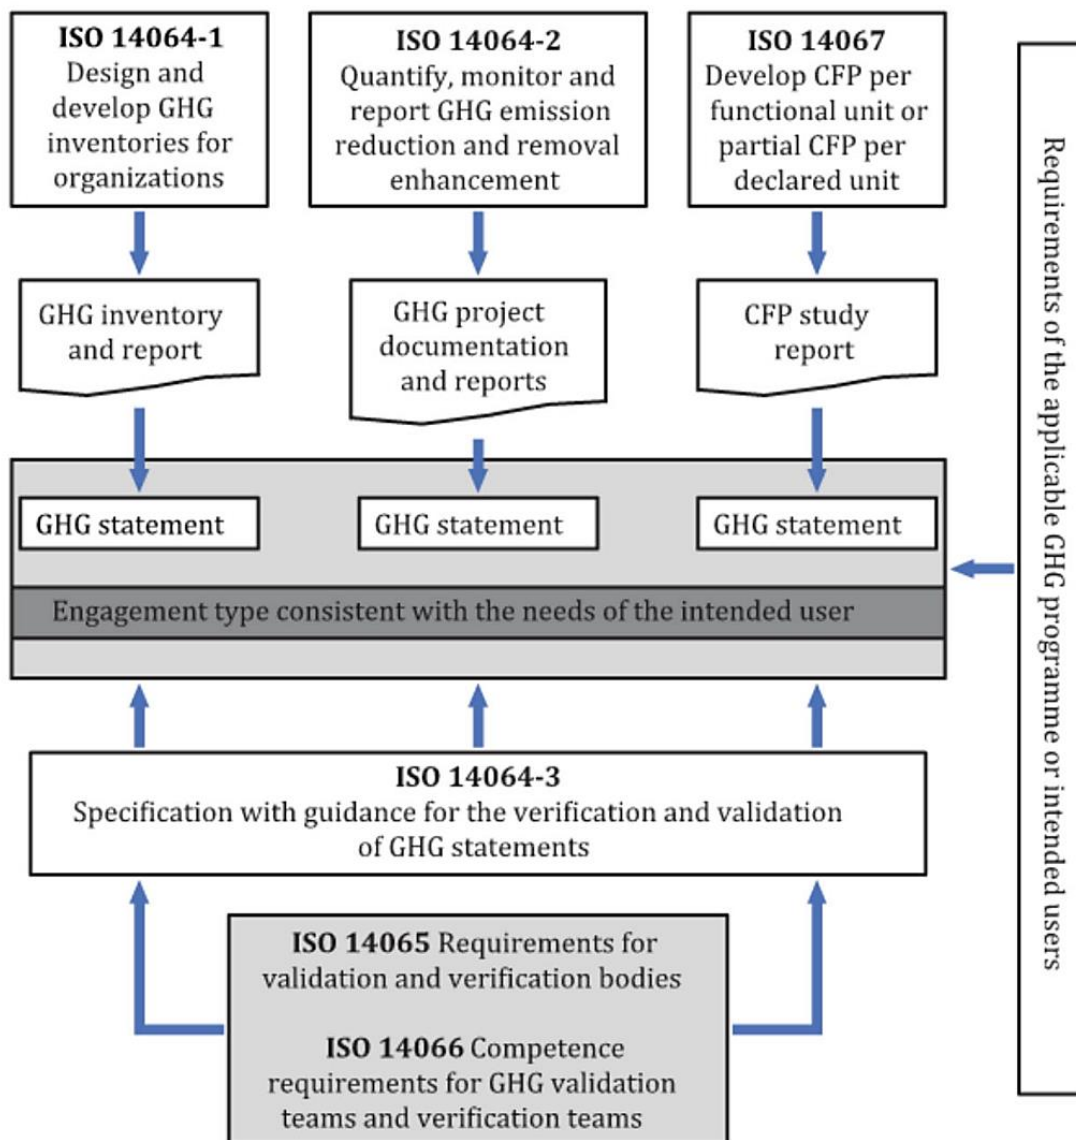 ISO 14064-1
Design and
develop GHG
inventories for
organizations
ISO 14064-2
Quantify, monitor and
report GHG emission
reduction and removal
enhancement
ISO 14067
Develop CFP per
functional unit or
partial CFP per
declared unit
GHG inventory
and report
GHG project
documentation
and reports
CFP study
report
GHG statement
GHG statement
GHG statement
Engagement type consistent with the needs of the intended user
ISO 14064-3
Specification with guidance for the verification and validation
of GHG statements
ISO 14065 Requirements for
validation and verification bodies
ISO 14066 Competence
requirements for GHG validation
teams and verification teams
Requirements of the applicable GHG programme or intended users